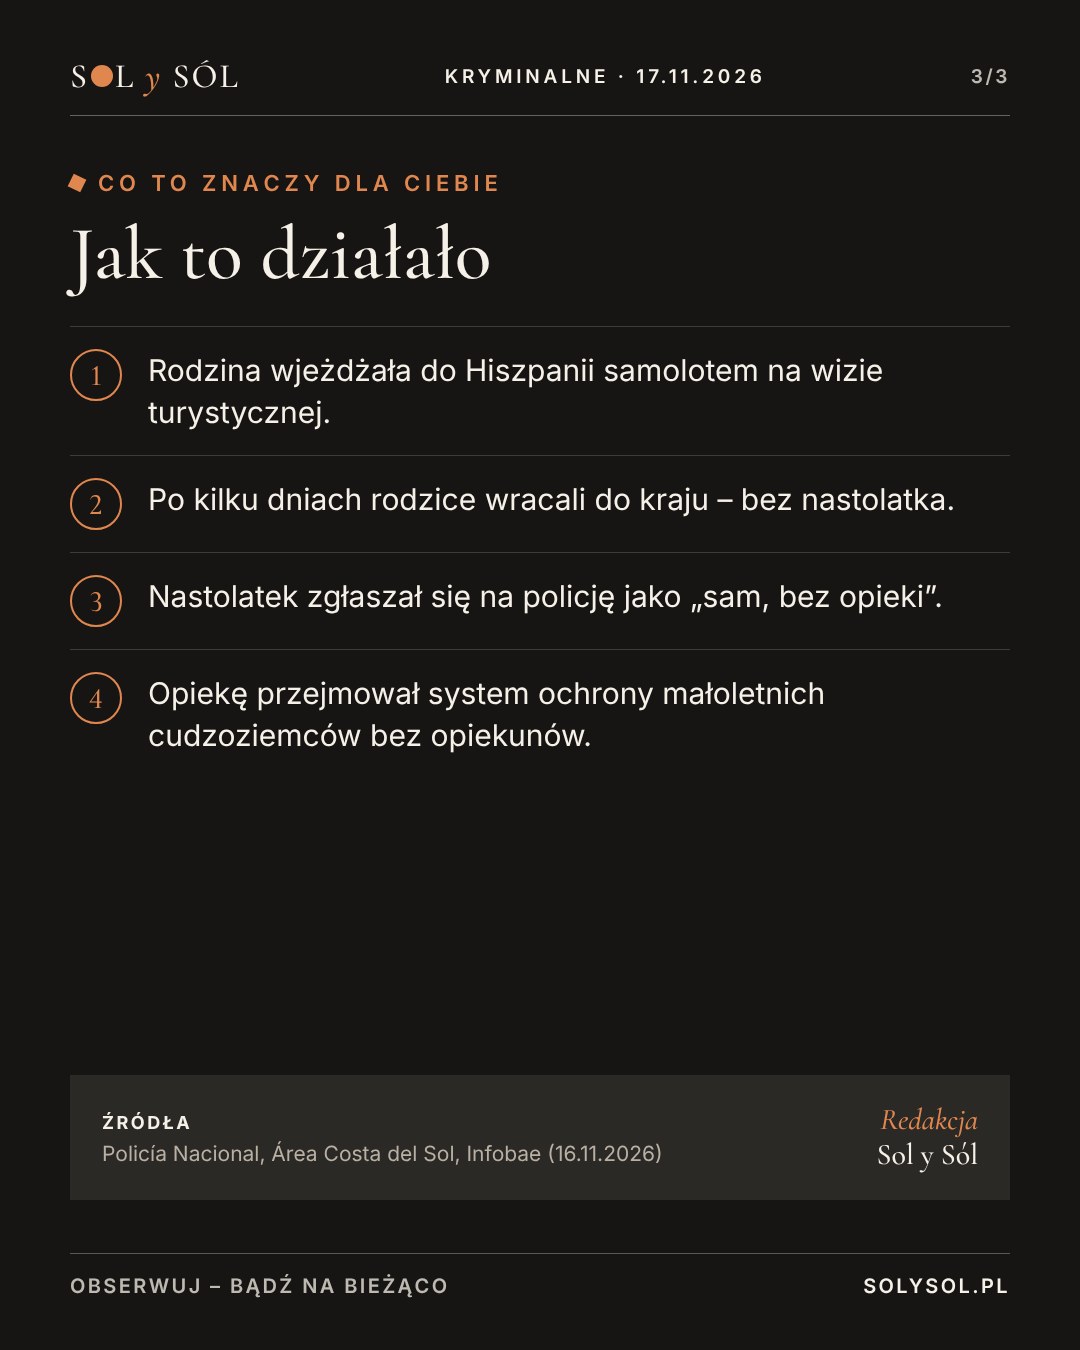 SOL y SÓL
KRYMINALNE · 17.11.2026
3/3
CO TO ZNACZY DLA CIEBIE
Jak to działało
1
Rodzina wjeżdżała do Hiszpanii samolotem na wizie
turystycznej.
2
Po kilku dniach rodzice wracali do kraju – bez nastolatka.
3
Nastolatek zgłaszał się na policję jako „sam, bez opieki”.
4
Opiekę przejmował system ochrony małoletnich
cudzoziemców bez opiekunów.
ŹRÓDŁA
Policía Nacional, Área Costa del Sol, Infobae (16.11.2026)
Redakcja
Sol y Sól
OBSERWUJ – BĄDŹ NA BIEŻĄCO
SOLYSOL.PL